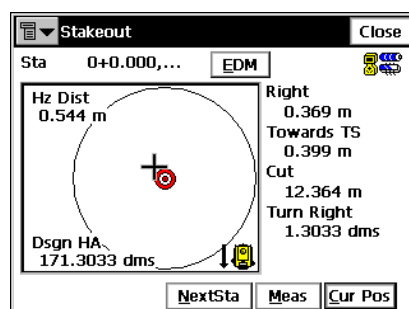 Stakeout Close
Sta 0+0.000,... EDM
Hz Dist
0.544 m
Dsgn HA
171.3033 dms
Right
0.369 m
Towards TS
0.399 m
Cut
12.364 m
Turn Right
1.3033 dms
NextSta Meas Cur Pos